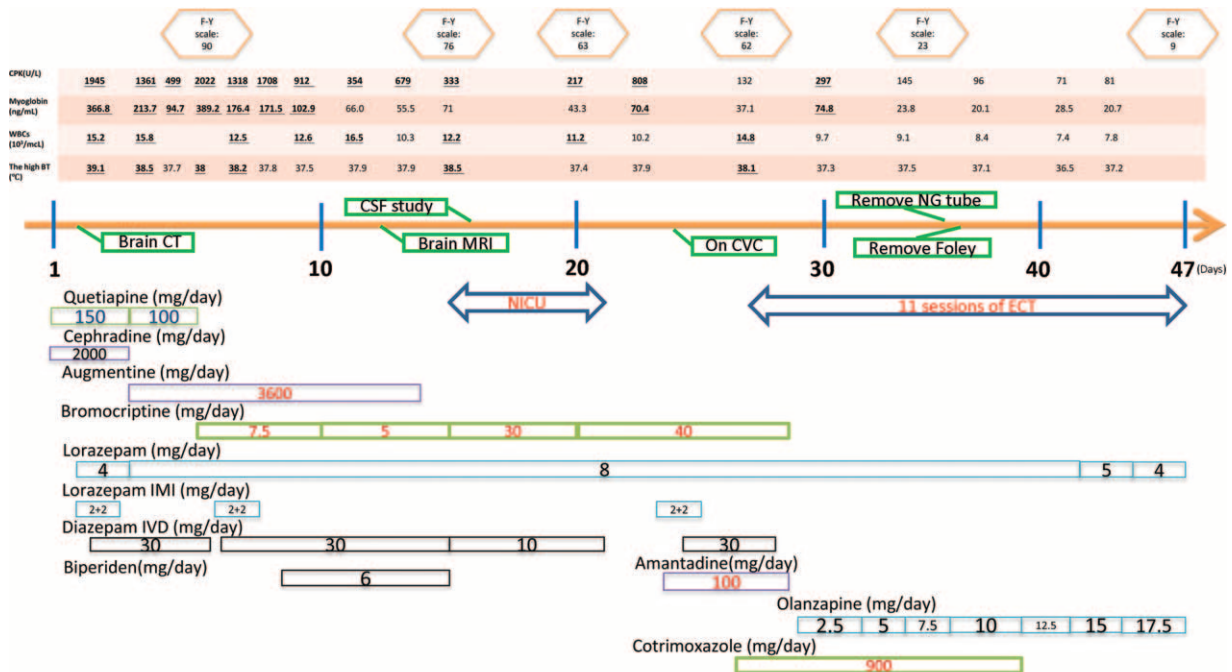 F-Y scale: 90
F-Y scale: 76
F-Y scale: 63
F-Y scale: 62
F-Y scale: 23
F-Y scale: 9
CPK(U/L) 1945 1361 499 2022 1318 1708 912 354 679 333 217 808 132 297 145 96 71 81
Myoglobin (ng/mL) 366.8 213.7 94.7 389.2 176.4 171.5 102.9 66.0 55.5 71 43.3 70.4 37.1 74.8 23.8 20.1 28.5 20.7
WBCs (10³/mcL) 15.2 15.8 12.5 12.6 16.5 10.3 12.2 11.2 10.2 14.8 9.7 9.1 8.4 7.4 7.8
The high BT (°C) 39.1 38.5 37.7 38 38.2 37.8 37.5 37.9 37.9 38.5 37.4 37.9 38.1 37.3 37.5 37.1 36.5 37.2
CSF study Remove NG tube
Brain CT Brain MRI On CVC Remove Foley
1 10 20 30 40 47 (Days)
Quetiapine (mg/day)
150 100
NICU
11 sessions of ECT
Cephradine (mg/day)
2000
Augmentine (mg/day)
3600
Bromocriptine (mg/day)
7.5 5 30 40
Lorazepam (mg/day)
4 8 5 4
Lorazepam IMI (mg/day)
2+2 2+2 2+2
Diazepam IVD (mg/day)
30 30 10 30
Biperiden(mg/day) Amantadine(mg/day)
6 100
Olanzapine (mg/day)
2.5 5 7.5 10 12.5 15 17.5
Cotrimoxazole (mg/day)
900